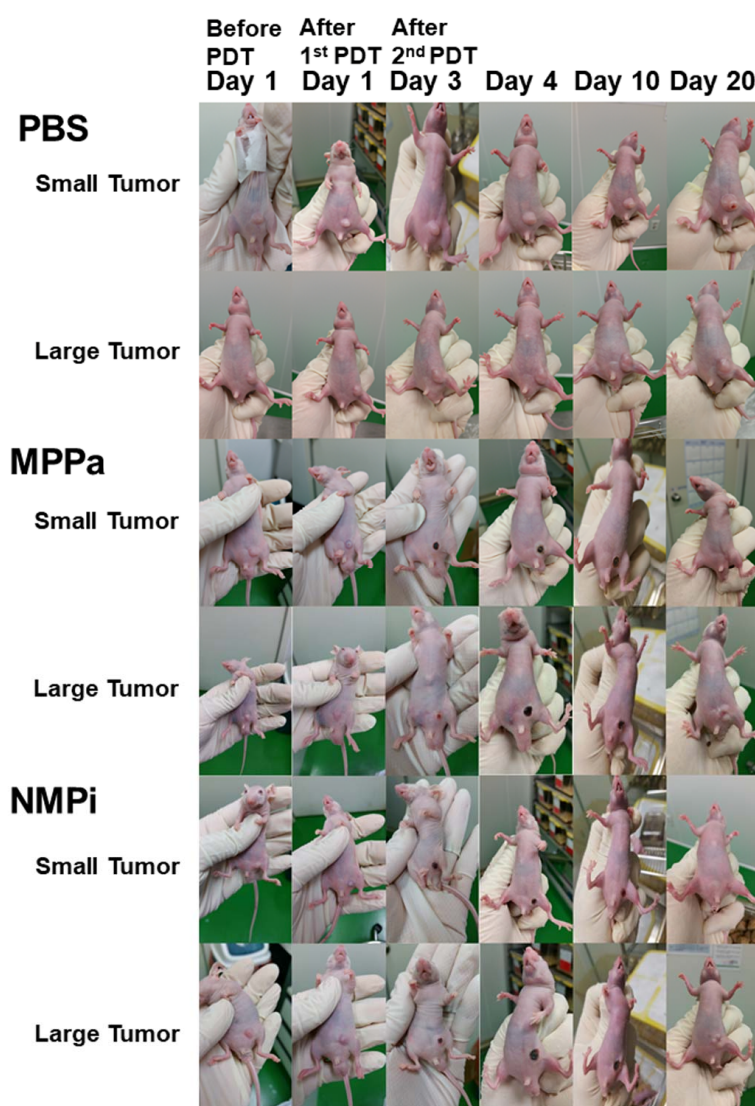 Before After After
PDT 1st PDT 2nd PDT
Day 1 Day 1 Day 3 Day 4 Day 10 Day 20
PBS
Small Tumor
Large Tumor
MPPa
Small Tumor
Large Tumor
NMPi
Small Tumor
Large Tumor